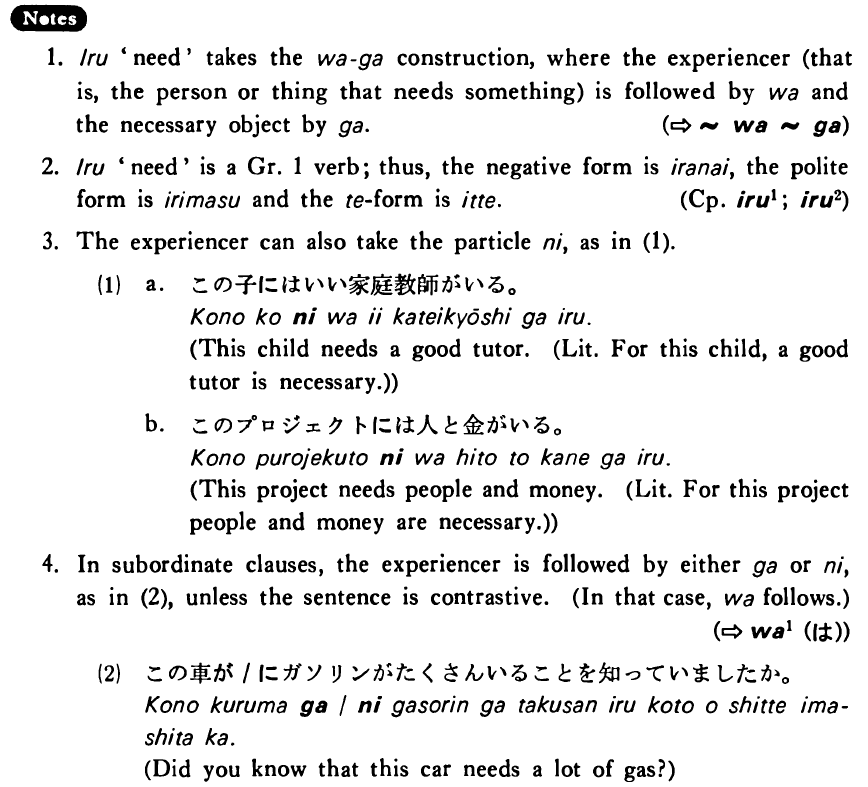 Notes
1. Iru ‘need’ takes the wa-ga construction, where the experiencer (that
is, the person or thing that needs something) is followed by wa and
the necessary object by ga. (⇨ ~ wa ~ ga)
2. Iru ‘need’ is a Gr. 1 verb; thus, the negative form is iranai, the polite
form is irimasu and the te-form is itte. (Cp. iru¹; iru²)
3. The experiencer can also take the particle ni, as in (1).
(1) a. この子にはいい家庭教師がいる。
Kono ko ni wa ii kateikyōshi ga iru.
(This child needs a good tutor. (Lit. For this child, a good
tutor is necessary.))
b. このプロジェクトには人と金がいる。
Kono purojekuto ni wa hito to kane ga iru.
(This project needs people and money. (Lit. For this project
people and money are necessary.))
4. In subordinate clauses, the experiencer is followed by either ga or ni,
as in (2), unless the sentence is contrastive. (In that case, wa follows.)
(⇨ wa¹ (は))
(2) この車が / にガソリンがたくさんいることを知っていましたか。
Kono kuruma ga / ni gasorin ga takusan iru koto o shitte ima-
shita ka.
(Did you know that this car needs a lot of gas?)